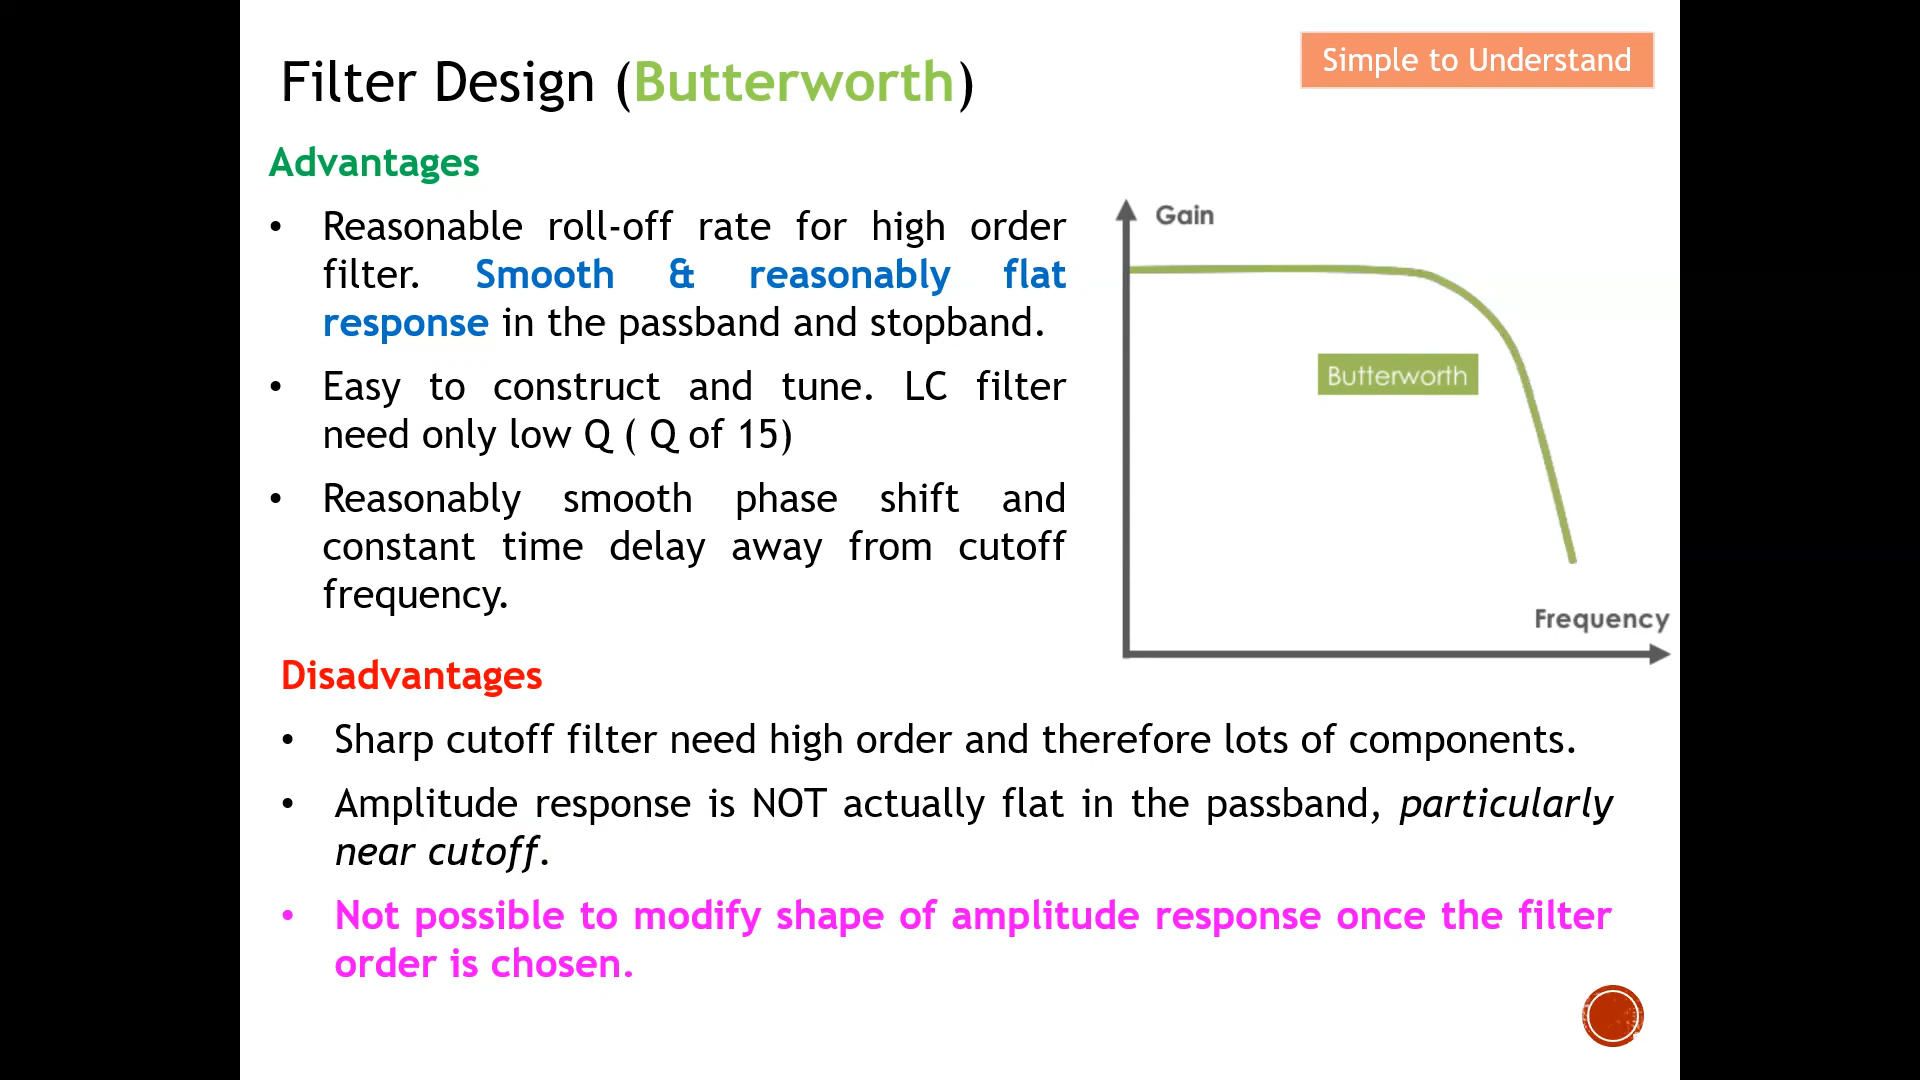 Filter Design (Butterworth)
Simple to Understand
Advantages
• Reasonable roll-off rate for high order
filter. Smooth & reasonably flat
response in the passband and stopband.
• Easy to construct and tune. LC filter
need only low Q ( Q of 15)
• Reasonably smooth phase shift and
constant time delay away from cutoff
frequency.
Gain
Butterworth
Frequency
Disadvantages
• Sharp cutoff filter need high order and therefore lots of components.
• Amplitude response is NOT actually flat in the passband, particularly
near cutoff.
• Not possible to modify shape of amplitude response once the filter
order is chosen.